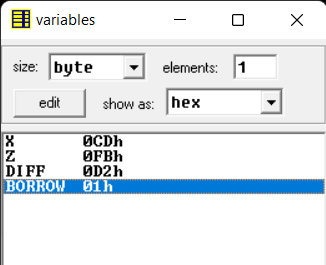 variables
size: byte elements: 1
edit show as: hex
X 0CDh
Z 0FBh
DIFF 0D2h
BORROW 01h